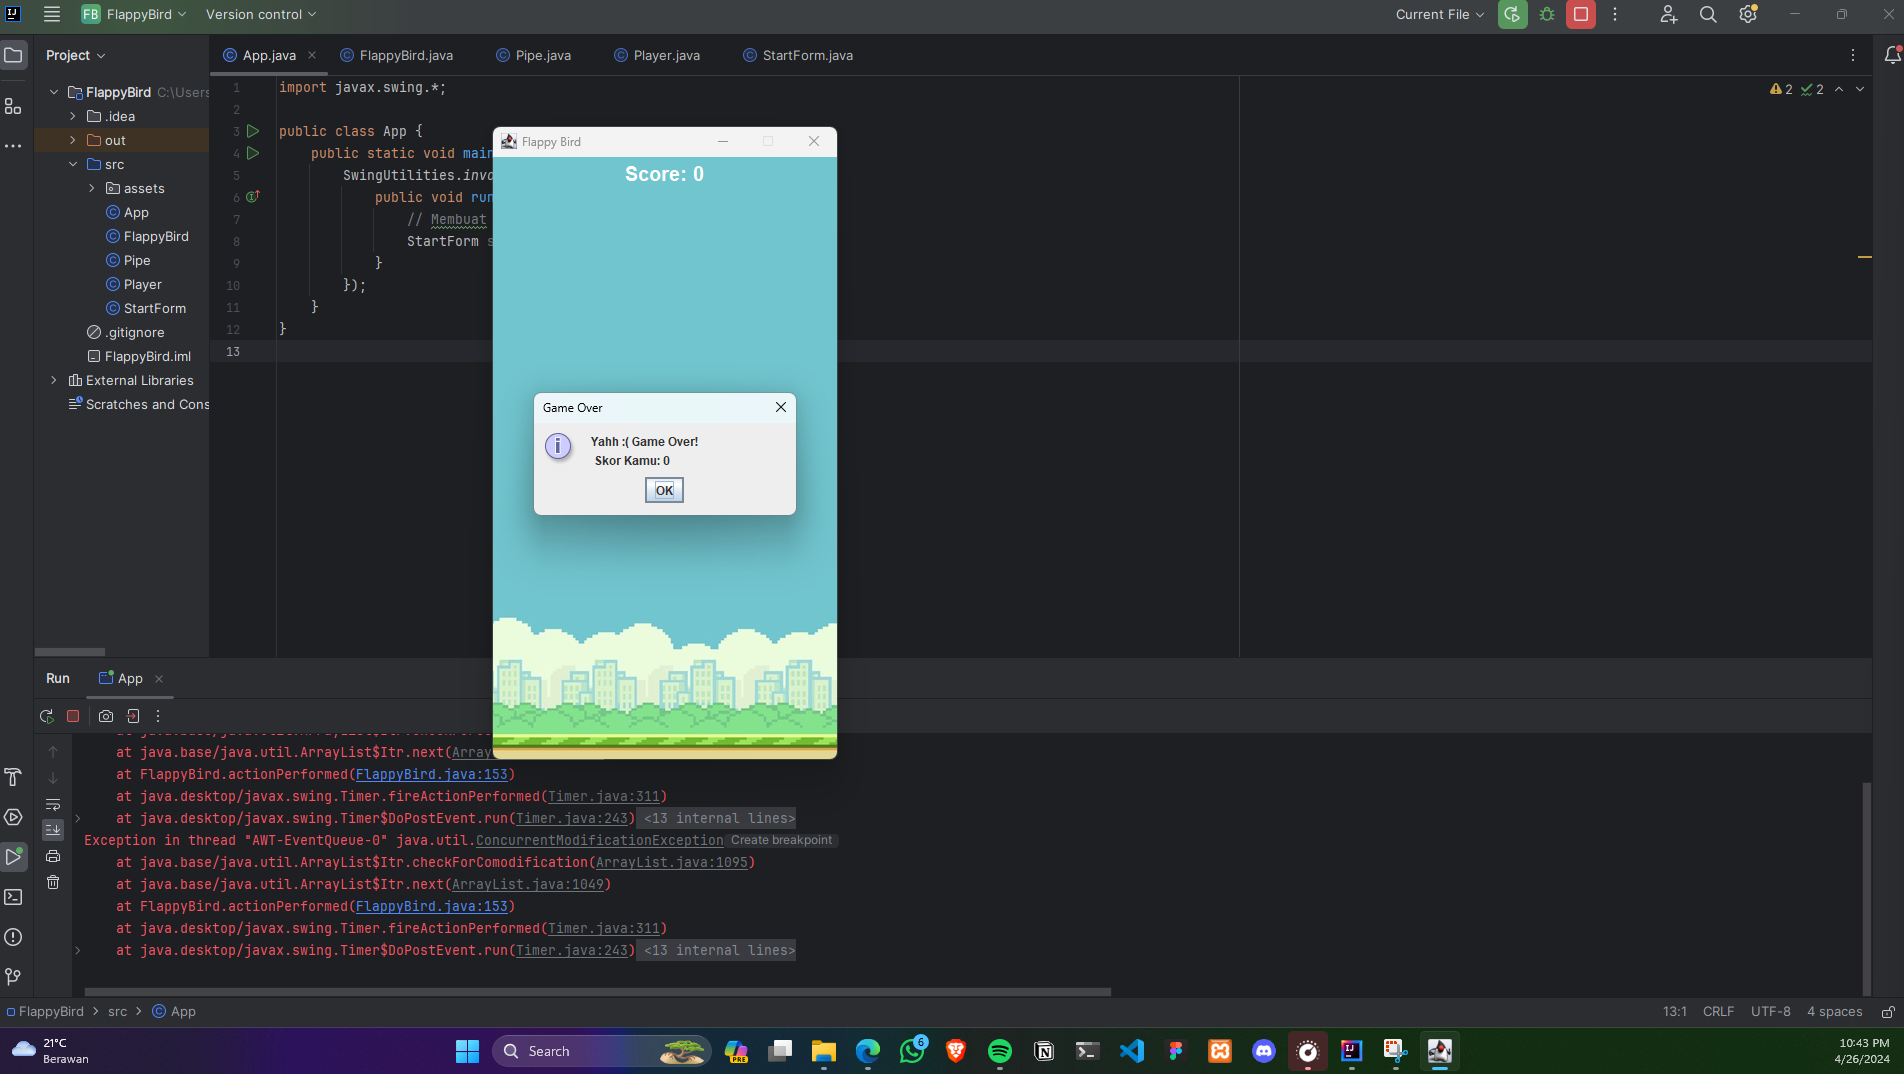 FB FlappyBird Version control Current File
Project
App.java FlappyBird.java Pipe.java Player.java StartForm.java
FlappyBird C:\Users
.idea
out
src
assets
App
FlappyBird
Pipe
Player
StartForm
.gitignore
FlappyBird.iml
External Libraries
Scratches and Cons
2 2
1 import javax.swing.*;
2
3 public class App {
4 public static void main
5 SwingUtilities.invo
6 public void run
7 // Membuat
8 StartForm s
9 }
10 });
11 }
12 }
13
Flappy Bird
Score: 0
Game Over
Yahh :( Game Over!
Skor Kamu: 0
OK
Run App
at java.base/java.util.ArrayList$Itr.next(Array
at FlappyBird.actionPerformed(FlappyBird.java:153)
at java.desktop/javax.swing.Timer.fireActionPerformed(Timer.java:311)
at java.desktop/javax.swing.Timer$DoPostEvent.run(Timer.java:243) <13 internal lines>
Exception in thread "AWT-EventQueue-0" java.util.ConcurrentModificationException Create breakpoint
at java.base/java.util.ArrayList$Itr.checkForComodification(ArrayList.java:1095)
at java.base/java.util.ArrayList$Itr.next(ArrayList.java:1049)
at FlappyBird.actionPerformed(FlappyBird.java:153)
at java.desktop/javax.swing.Timer.fireActionPerformed(Timer.java:311)
at java.desktop/javax.swing.Timer$DoPostEvent.run(Timer.java:243) <13 internal lines>
FlappyBird > src > App
13:1 CRLF UTF-8 4 spaces
21°C
Berawan
Search
PRE
6
10:43 PM
4/26/2024